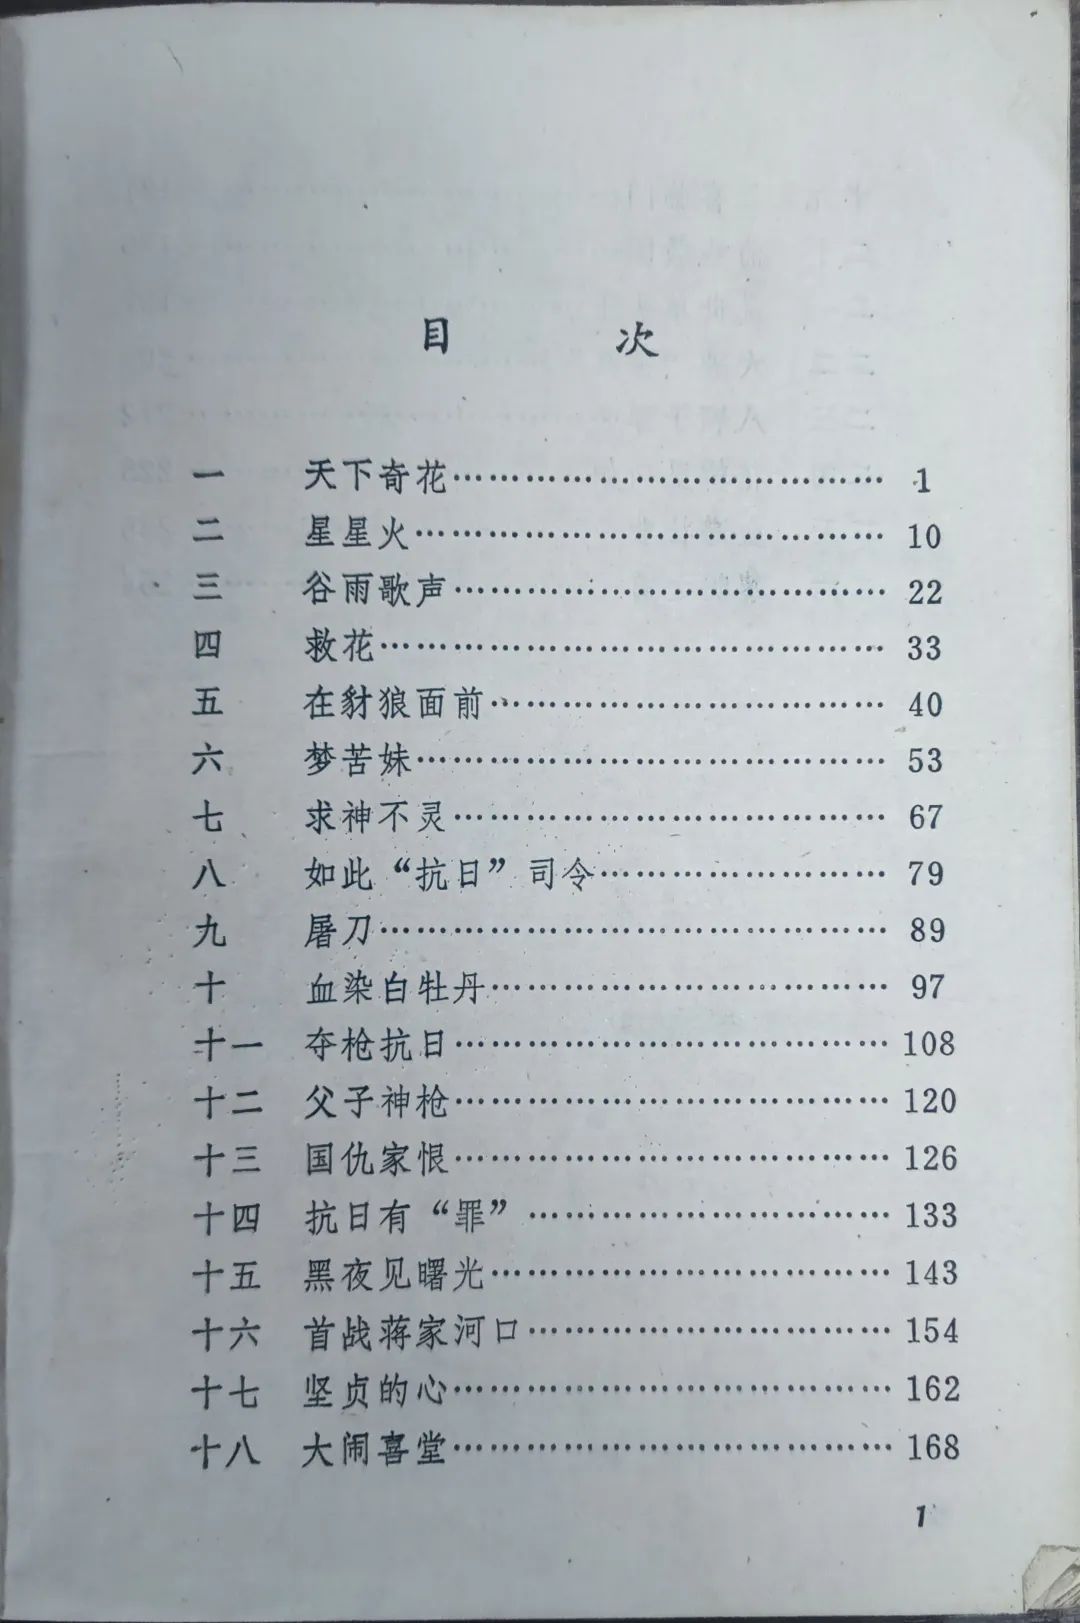 目 次
一 天下奇花……………………………… 1
二 星星火………………………………… 10
三 谷雨歌声……………………………… 22
四 救花…………………………………… 33
五 在豺狼面前…………………………… 40
六 梦苦妹………………………………… 53
七 求神不灵……………………………… 67
八 如此“抗日”司令…………………… 79
九 屠刀…………………………………… 89
十 血染白牡丹…………………………… 97
十一 夺枪抗日……………………………… 108
十二 父子神枪……………………………… 120
十三 国仇家恨……………………………… 126
十四 抗日有“罪”………………………… 133
十五 黑夜见曙光…………………………… 143
十六 首战蒋家河口………………………… 154
十七 坚贞的心……………………………… 162
十八 大闹喜堂……………………………… 168
1